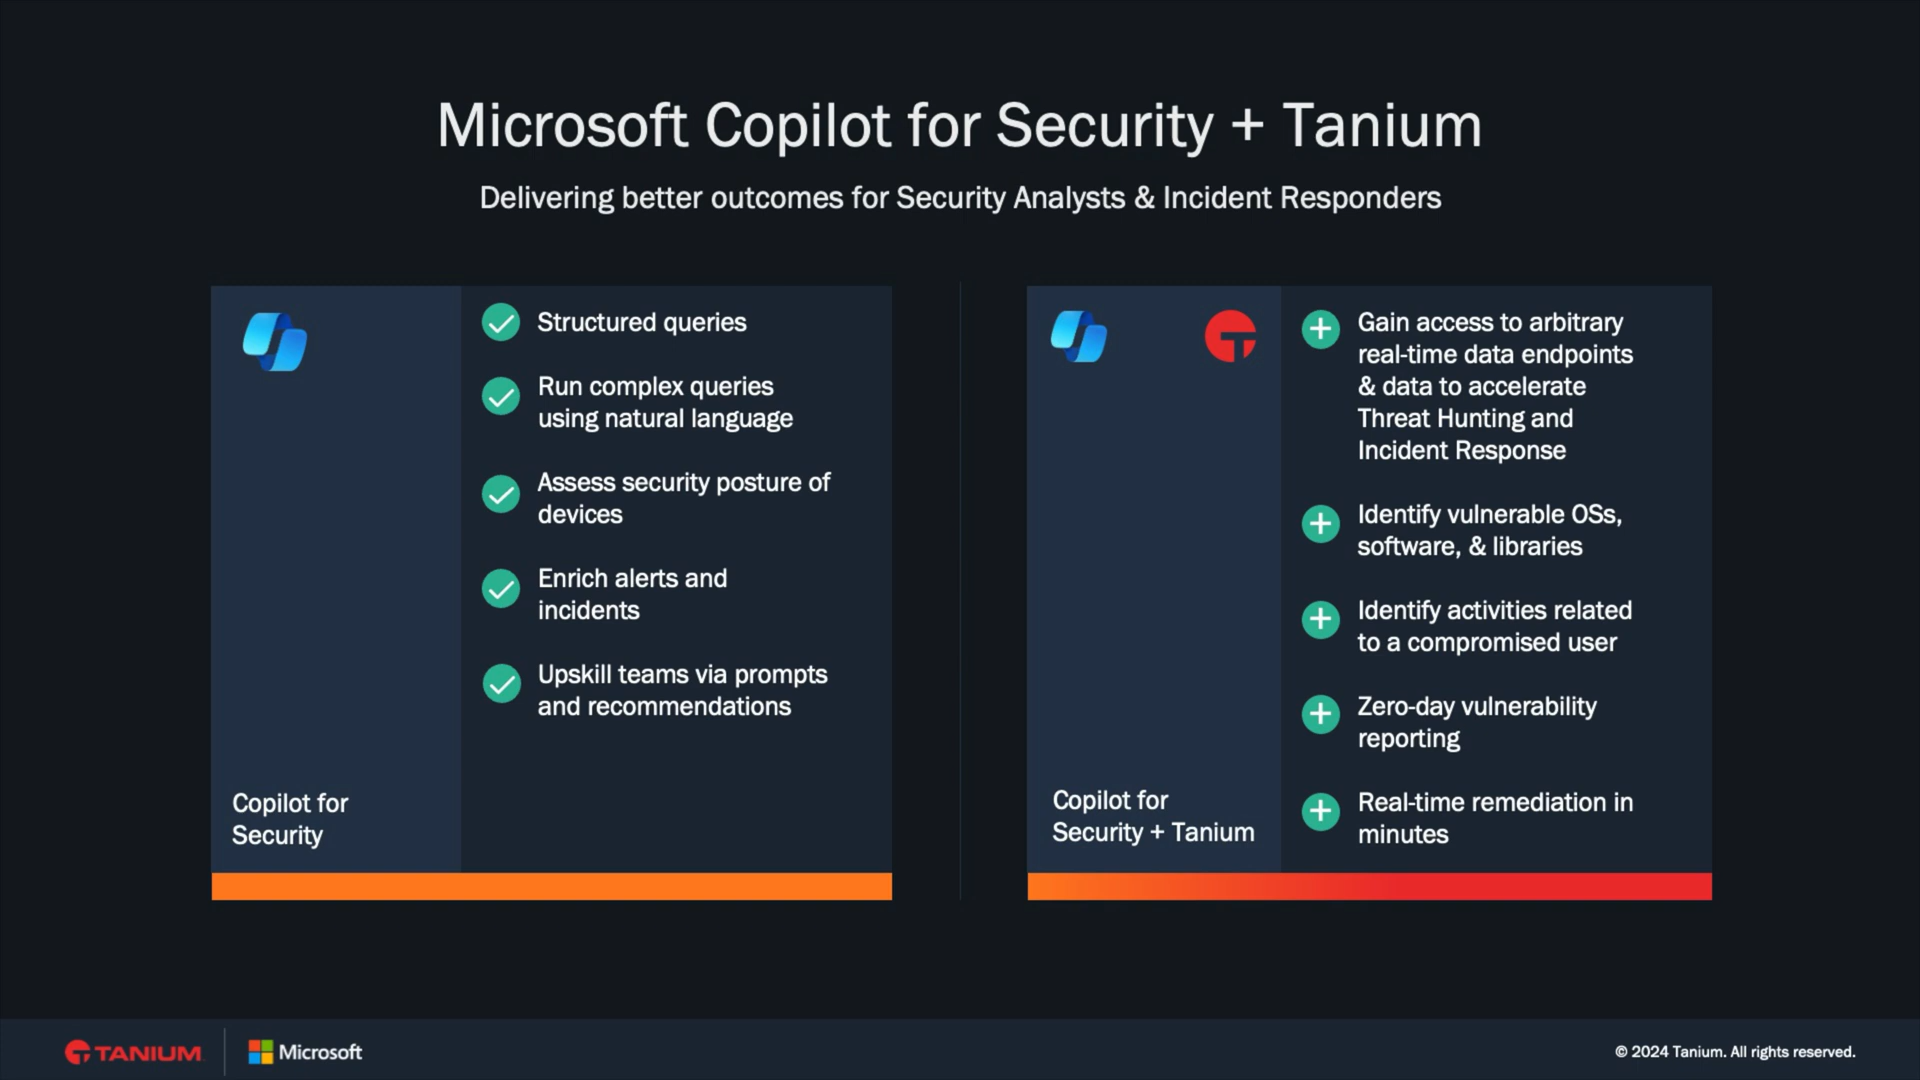 Microsoft Copilot for Security + Tanium
Delivering better outcomes for Security Analysts & Incident Responders
Structured queries
Run complex queries
using natural language
Assess security posture of
devices
Enrich alerts and
incidents
Upskill teams via prompts
and recommendations
Copilot for
Security
Gain access to arbitrary
real-time data endpoints
& data to accelerate
Threat Hunting and
Incident Response
Identify vulnerable OSs,
software, & libraries
Identify activities related
to a compromised user
Zero-day vulnerability
reporting
Real-time remediation in
minutes
Copilot for
Security + Tanium
TANIUM
Microsoft
© 2024 Tanium. All rights reserved.